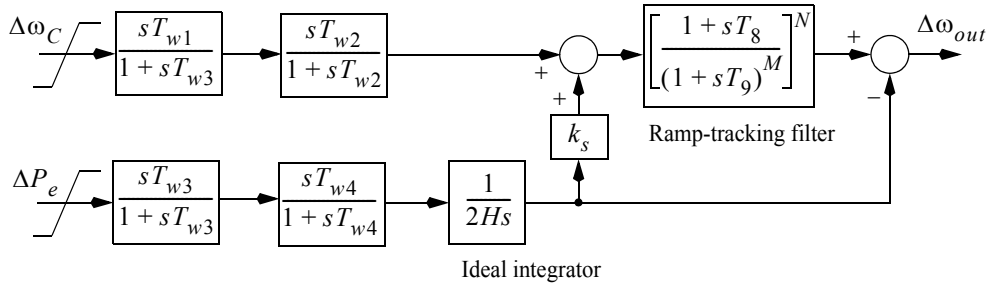 Δω_C
sT_w1
1 + sT_w3
sT_w2
1 + sT_w2
+
+
[ 1 + sT_8 / (1 + sT_9)^M ]^N
+
−
Δω_out
k_s
Ramp-tracking filter
ΔP_e
sT_w3
1 + sT_w3
sT_w4
1 + sT_w4
1
2Hs
Ideal integrator